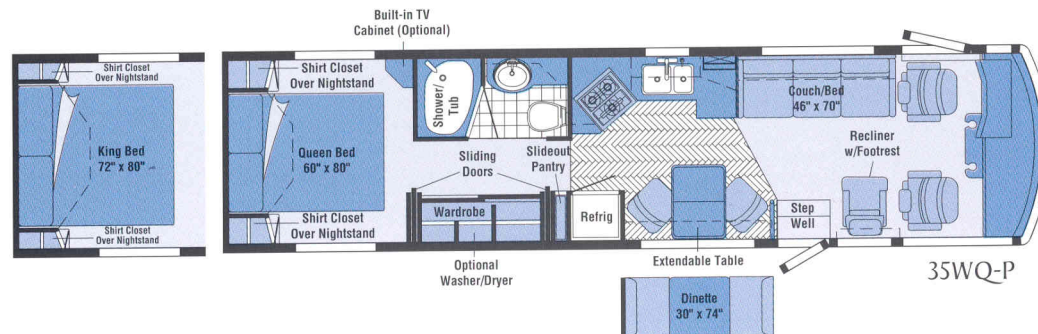 Built-in TV
Cabinet (Optional)
Shirt Closet
Over Nightstand
King Bed
72" x 80"
Shirt Closet
Over Nightstand
Shirt Closet
Over Nightstand
Queen Bed
60" x 80"
Shirt Closet
Over Nightstand
Shower/
Tub
Sliding
Doors
Slideout
Pantry
Wardrobe
Optional
Washer/Dryer
Refrig
Extendable Table
Dinette
30" x 74"
Couch/Bed
46" x 70"
Recliner
w/Footrest
Step
Well
35WQ-P